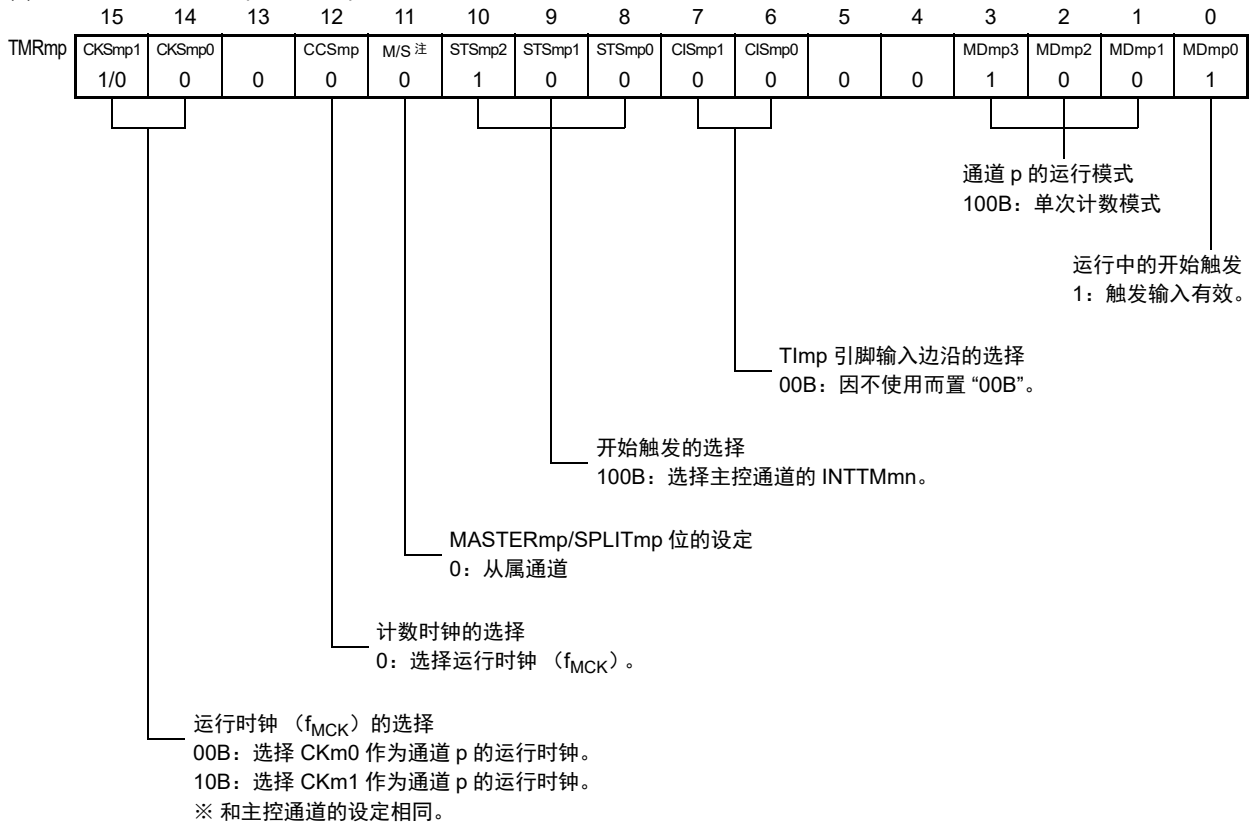 15 14 13 12 11 10 9 8 7 6 5 4 3 2 1 0
TMRmp CKSmp1 CKSmp0 CCSmp M/S 注 STSmp2 STSmp1 STSmp0 CISmp1 CISmp0 MDmp3 MDmp2 MDmp1 MDmp0
1/0 0 0 0 0 1 0 0 0 0 0 0 1 0 0 1
通道 p 的运行模式
100B：单次计数模式
运行中的开始触发
1：触发输入有效。
TImp 引脚输入边沿的选择
00B：因不使用而置 “00B”。
开始触发的选择
100B：选择主控通道的 INTTMmn。
MASTERmp/SPLITmp 位的设定
0：从属通道
计数时钟的选择
0：选择运行时钟 （fMCK）。
运行时钟 （fMCK）的选择
00B：选择 CKm0 作为通道 p 的运行时钟。
10B：选择 CKm1 作为通道 p 的运行时钟。
※ 和主控通道的设定相同。